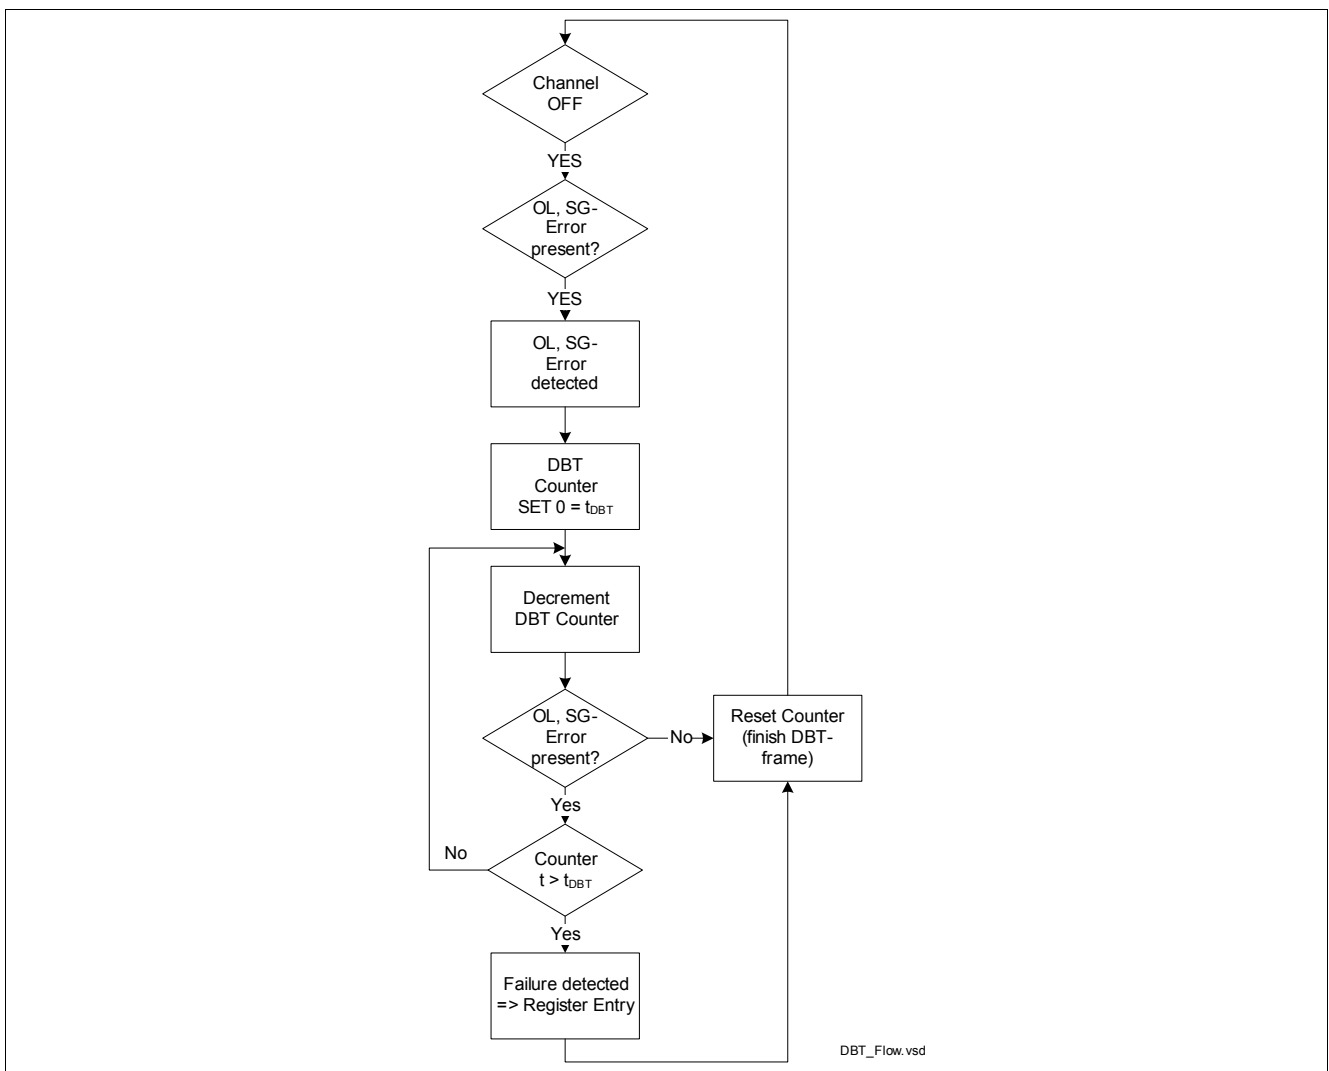 Channel
OFF
YES
OL, SG-
Error
present?
YES
OL, SG-
Error
detected
DBT
Counter
SET 0 = tDBT
Decrement
DBT Counter
OL, SG-
Error
present?
No
Reset Counter
(finish DBT-
frame)
Yes
No
Counter
t > tDBT
Yes
Failure detected
=> Register Entry
DBT_Flow.vsd